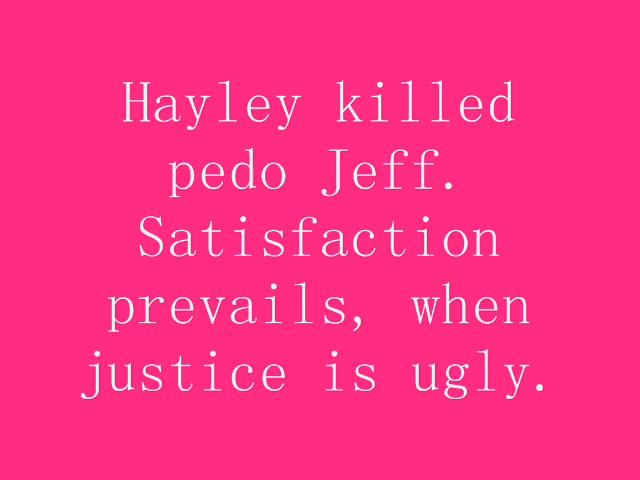 Hayley killed
pedo Jeff.
Satisfaction
prevails, when
justice is ugly.